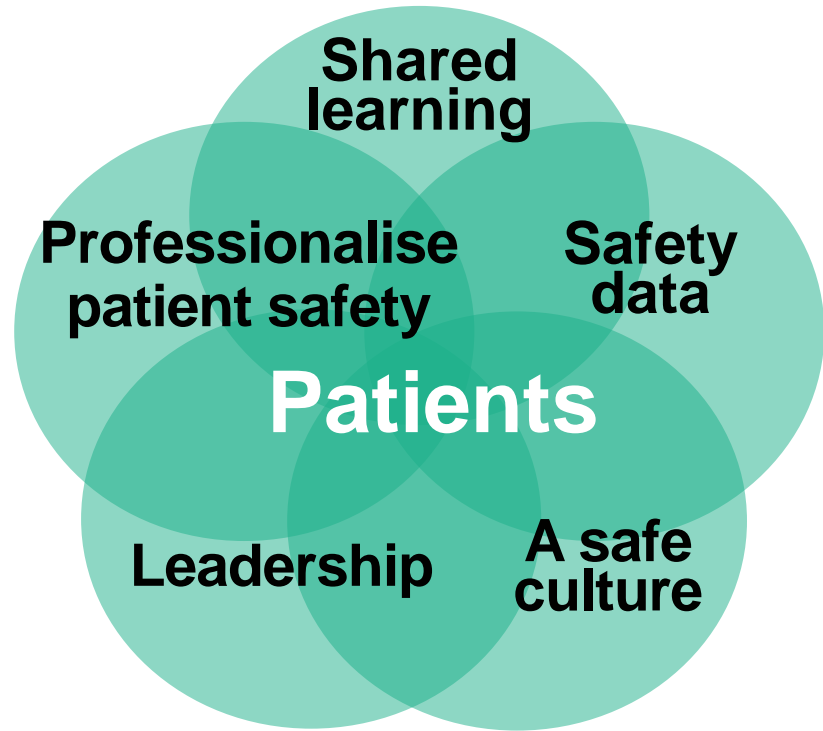 Shared
learning
Professionalise
patient safety
Safety
data
Patients
Leadership
A safe
culture